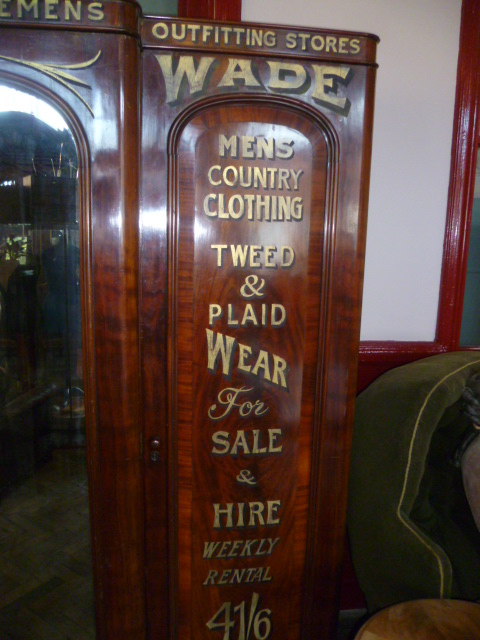 EMENS
OUTFITTING STORES
WADE
MENS
COUNTRY
CLOTHING
TWEED
&
PLAID
WEAR
For
SALE
&
HIRE
WEEKLY
RENTAL
41/6